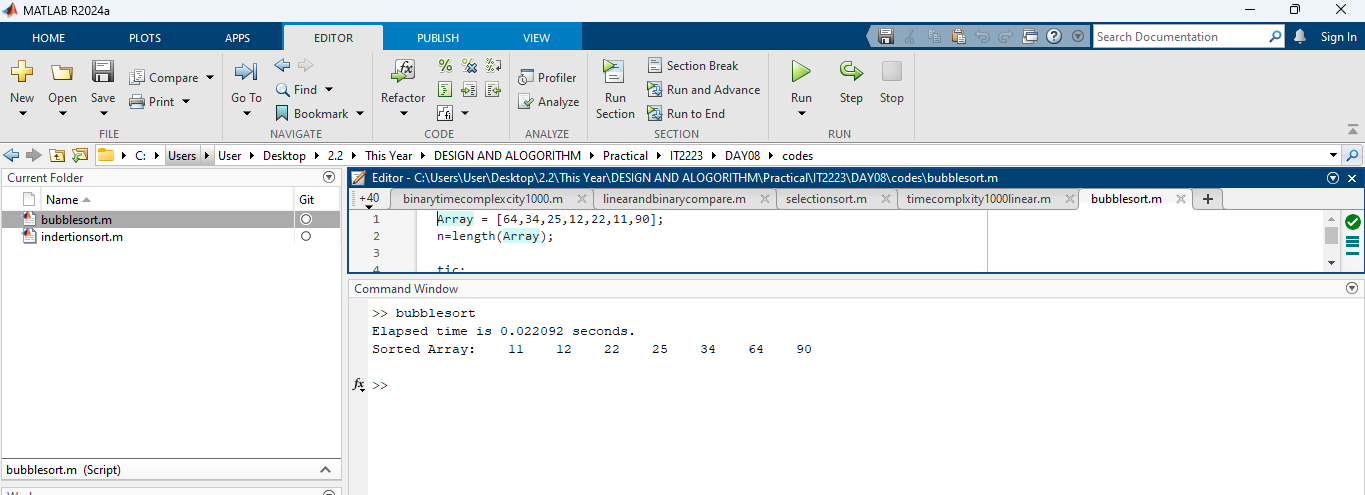 MATLAB R2024a
HOME PLOTS APPS EDITOR PUBLISH VIEW Search Documentation Sign In
New Open Save Compare Print Go To Find Bookmark Refactor Profiler Analyze Run Section Section Break Run and Advance Run to End Run Step Stop
FILE NAVIGATE CODE ANALYZE SECTION RUN
C: Users User Desktop 2.2 This Year DESIGN AND ALOGORITHM Practical IT2223 DAY08 codes
Current Folder
Name Git
bubblesort.m
indertionsort.m
bubblesort.m (Script)
Editor - C:\Users\User\Desktop\2.2\This Year\DESIGN AND ALOGORITHM\Practical\IT2223\DAY08\codes\bubblesort.m
+40 binarytimecomplexcity1000.m linearandbinarycompare.m selectionsort.m timecomplxity1000linear.m bubblesort.m
1 Array = [64,34,25,12,22,11,90];
2 n=length(Array);
3
4 tic;
Command Window
>> bubblesort
Elapsed time is 0.022092 seconds.
Sorted Array: 11 12 22 25 34 64 90
fx >>